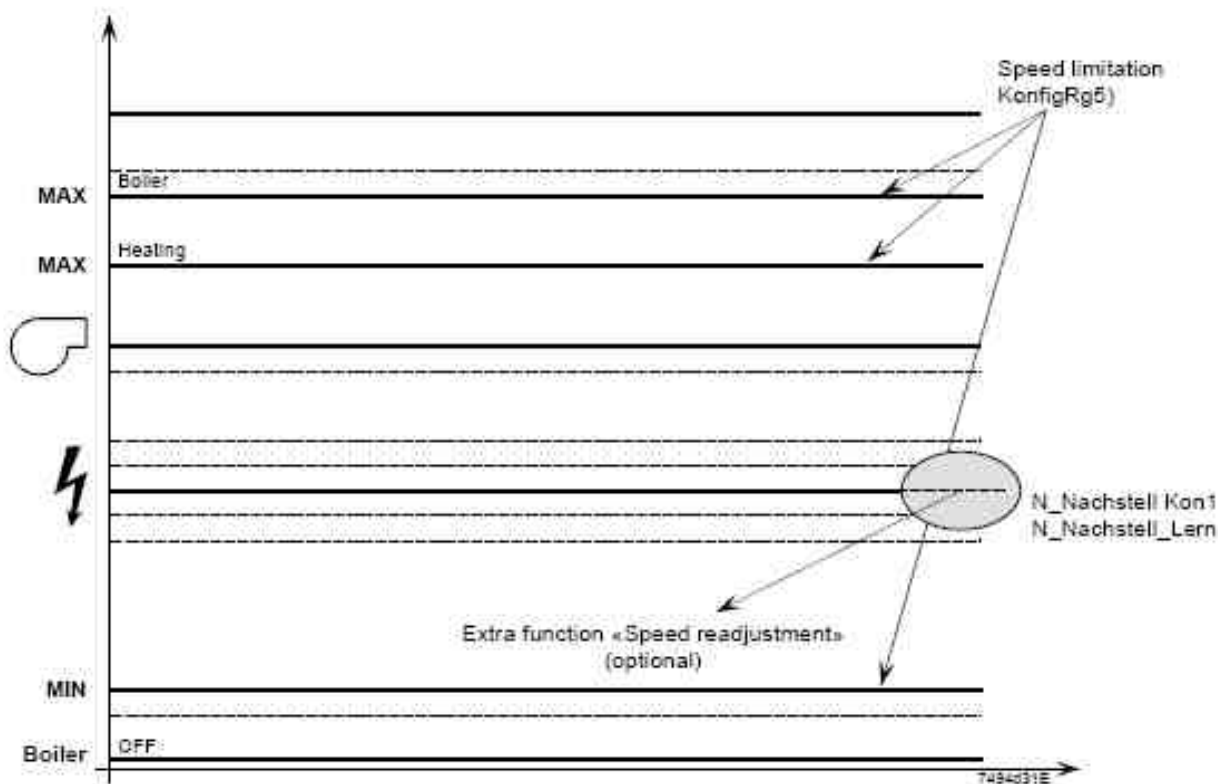 Speed limitation
KonfigRg5)
Boiler
MAX
Heating
MAX
N_Nachstell Kon1
N_Nachstell_Lern
Extra function «Speed readjustment»
(optional)
MIN
OFF
Boiler
7494d31E